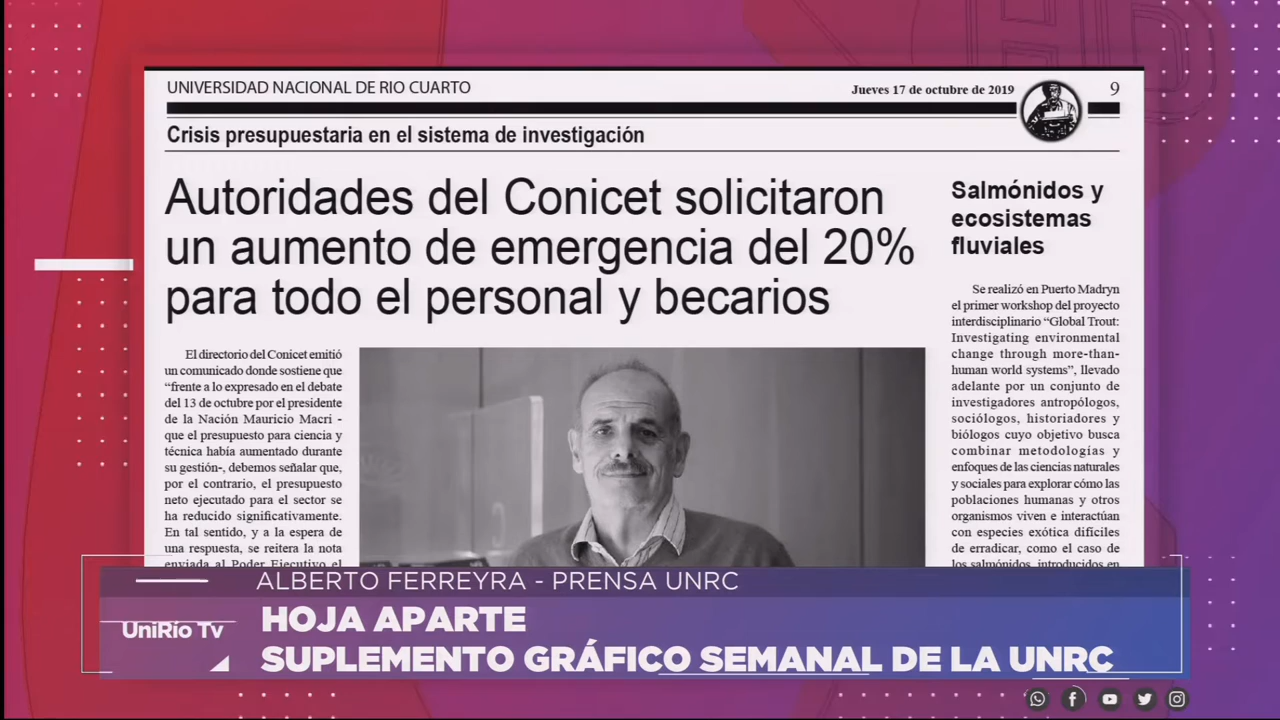 UNIVERSIDAD NACIONAL DE RIO CUARTO
Jueves 17 de octubre de 2019
9
Crisis presupuestaria en el sistema de investigación
Autoridades del Conicet solicitaron
un aumento de emergencia del 20%
para todo el personal y becarios
El directorio del Conicet emitió
un comunicado donde sostiene que
“frente a lo expresado en el debate
del 13 de octubre por el presidente
de la Nación Mauricio Macri -
que el presupuesto para ciencia y
técnica había aumentado durante
su gestión-, debemos señalar que,
por el contrario, el presupuesto
neto ejecutado para el sector se
ha reducido significativamente.
En tal sentido, y a la espera de
una respuesta, se reitera la nota
enviada al Poder Ejecutivo el
Salmónidos y
ecosistemas
fluviales
Se realizó en Puerto Madryn
el primer workshop del proyecto
interdisciplinario “Global Trout:
Investigating environmental
change through more-than-
human world systems”, llevado
adelante por un conjunto de
investigadores antropólogos,
sociólogos, historiadores y
biólogos cuyo objetivo busca
combinar metodologías y
enfoques de las ciencias naturales
y sociales para explorar cómo las
poblaciones humanas y otros
organismos viven e interactúan
con especies exótica difíciles
de erradicar, como el caso de
los salmónidos, introducidos en
ALBERTO FERREYRA - PRENSA UNRC
UniRío Tv
HOJA APARTE
SUPLEMENTO GRÁFICO SEMANAL DE LA UNRC